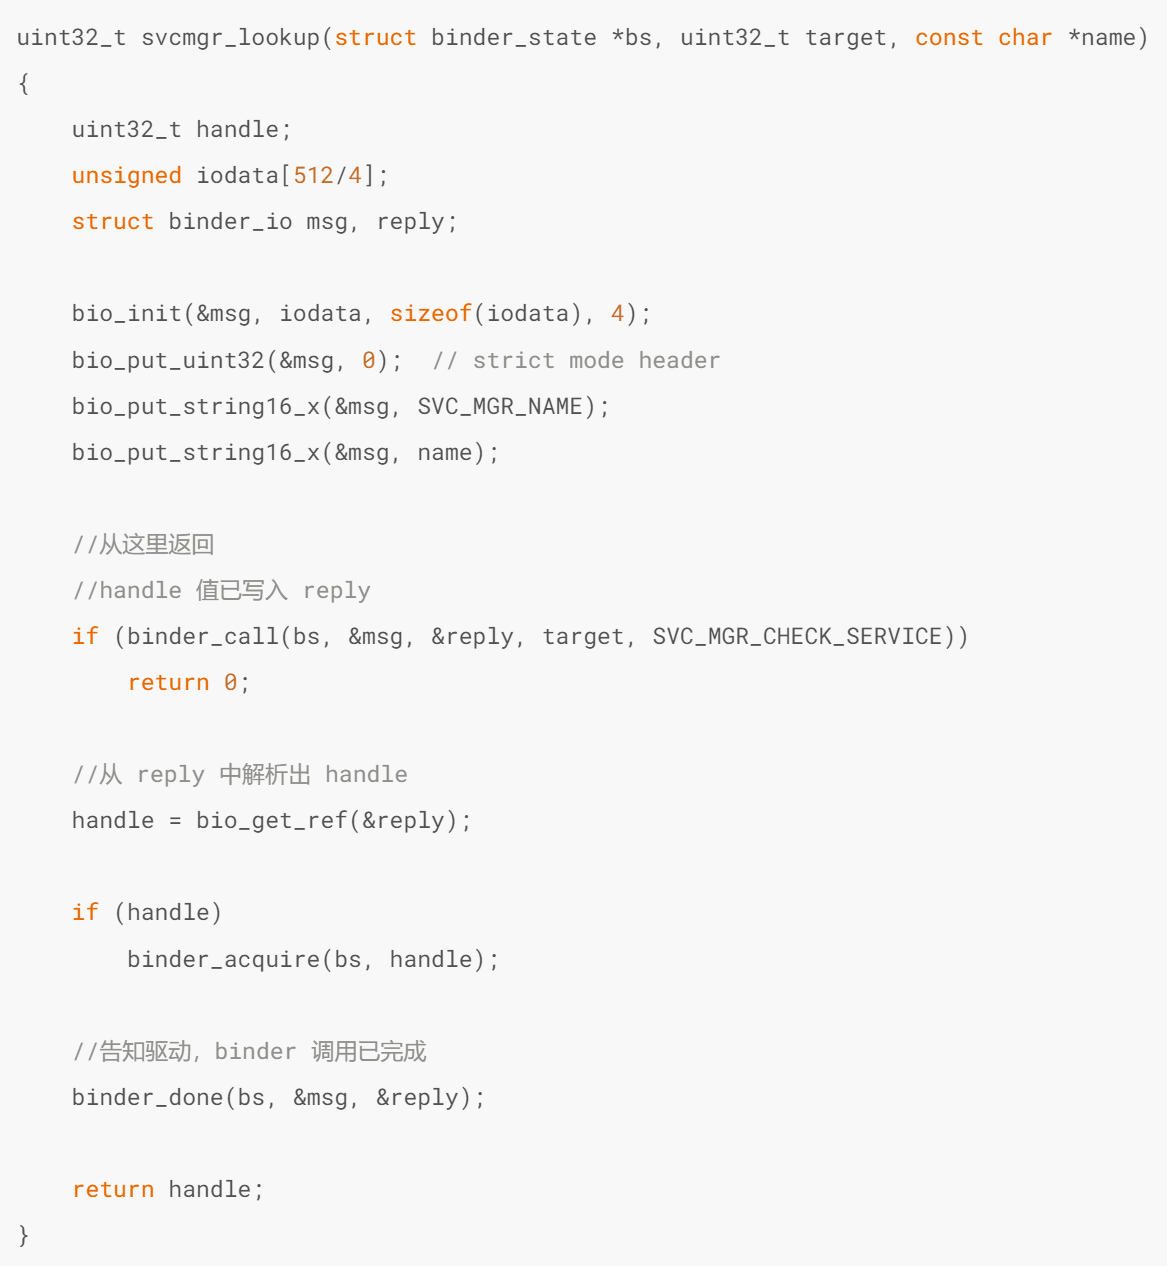 uint32_t svcmgr_lookup(struct binder_state *bs, uint32_t target, const char *name)
{
    uint32_t handle;
    unsigned iodata[512/4];
    struct binder_io msg, reply;

    bio_init(&msg, iodata, sizeof(iodata), 4);
    bio_put_uint32(&msg, 0);  // strict mode header
    bio_put_string16_x(&msg, SVC_MGR_NAME);
    bio_put_string16_x(&msg, name);

    //从这里返回
    //handle 值已写入 reply
    if (binder_call(bs, &msg, &reply, target, SVC_MGR_CHECK_SERVICE))
        return 0;

    //从 reply 中解析出 handle
    handle = bio_get_ref(&reply);

    if (handle)
        binder_acquire(bs, handle);

    //告知驱动，binder 调用已完成
    binder_done(bs, &msg, &reply);

    return handle;
}